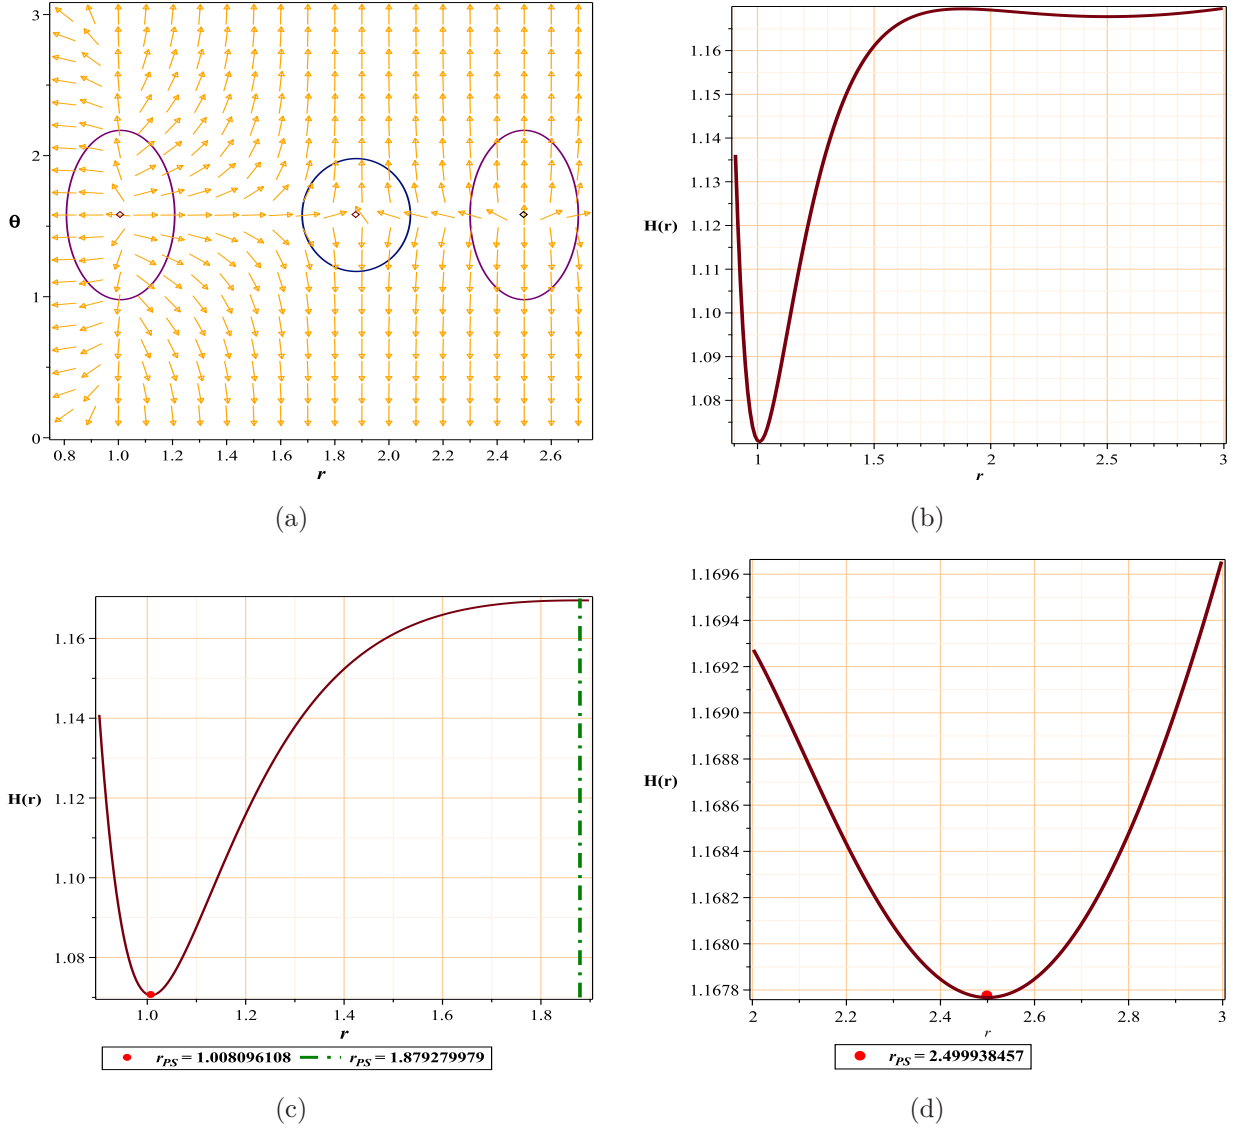 3
2
θ
1
0
0.8 1.0 1.2 1.4 1.6 1.8 2.0 2.2 2.4 2.6
r
(a)
1.16
1.15
1.14
1.13
H(r) 1.12
1.11
1.10
1.09
1.08
1 1.5 2 2.5 3
r
(b)
1.16
1.14
H(r) 1.12
1.10
1.08
1.0 1.2 1.4 1.6 1.8
r
r_PS = 1.008096108 r_PS = 1.879279979
(c)
1.1696
1.1694
1.1692
1.1690
1.1688
H(r)
1.1686
1.1684
1.1682
1.1680
1.1678
2 2.2 2.4 2.6 2.8 3
r
r_PS = 2.499938457
(d)